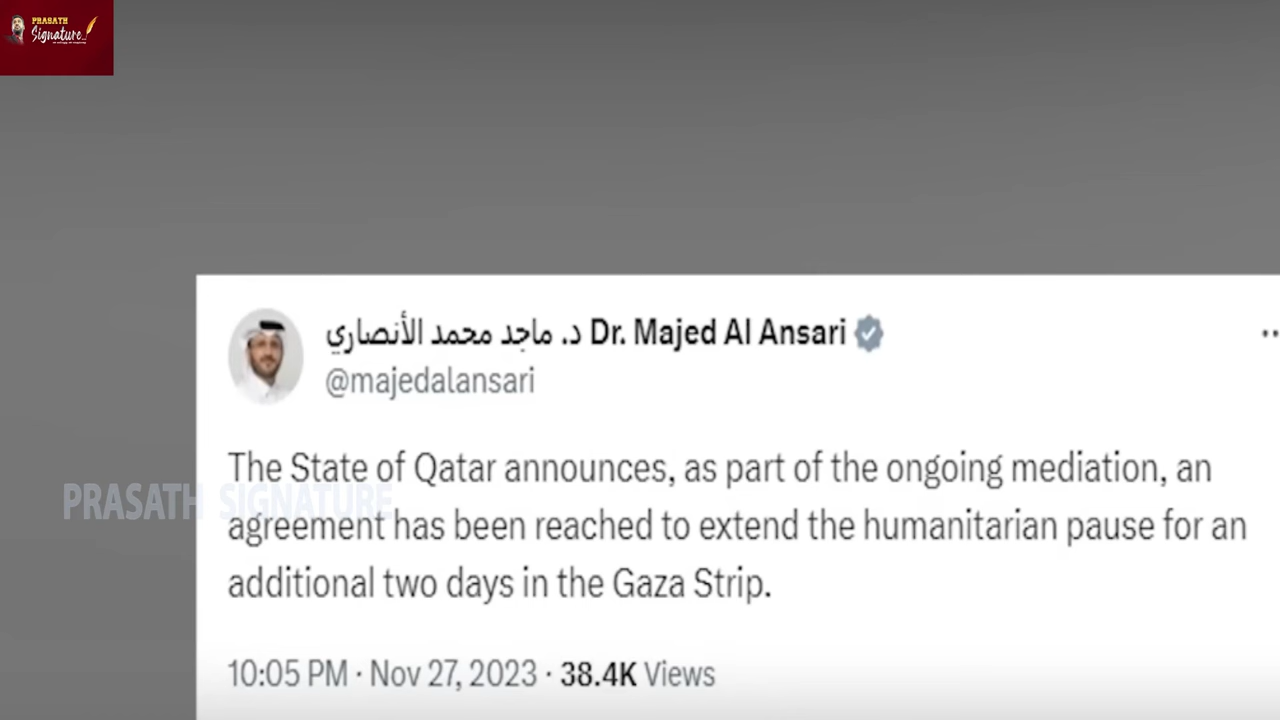 PRASATH
Signature
د. ماجد محمد الأنصاري Dr. Majed Al Ansari
@majedalansari
The State of Qatar announces, as part of the ongoing mediation, an
PRASATH SIGNATURE
agreement has been reached to extend the humanitarian pause for an
additional two days in the Gaza Strip.
10:05 PM · Nov 27, 2023 · 38.4K Views